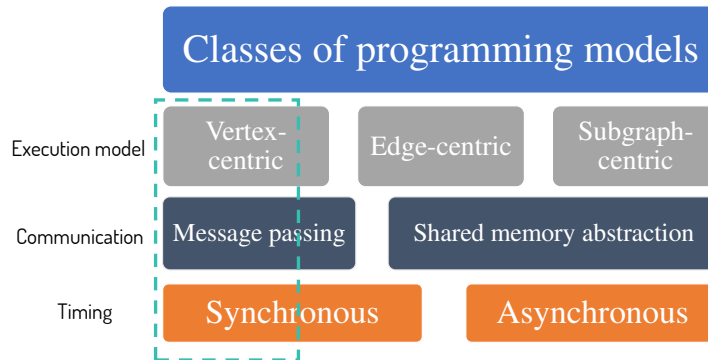 Classes of programming models
Execution model
Vertex-
centric
Edge-centric
Subgraph-
centric
Communication
Message passing
Shared memory abstraction
Timing
Synchronous
Asynchronous